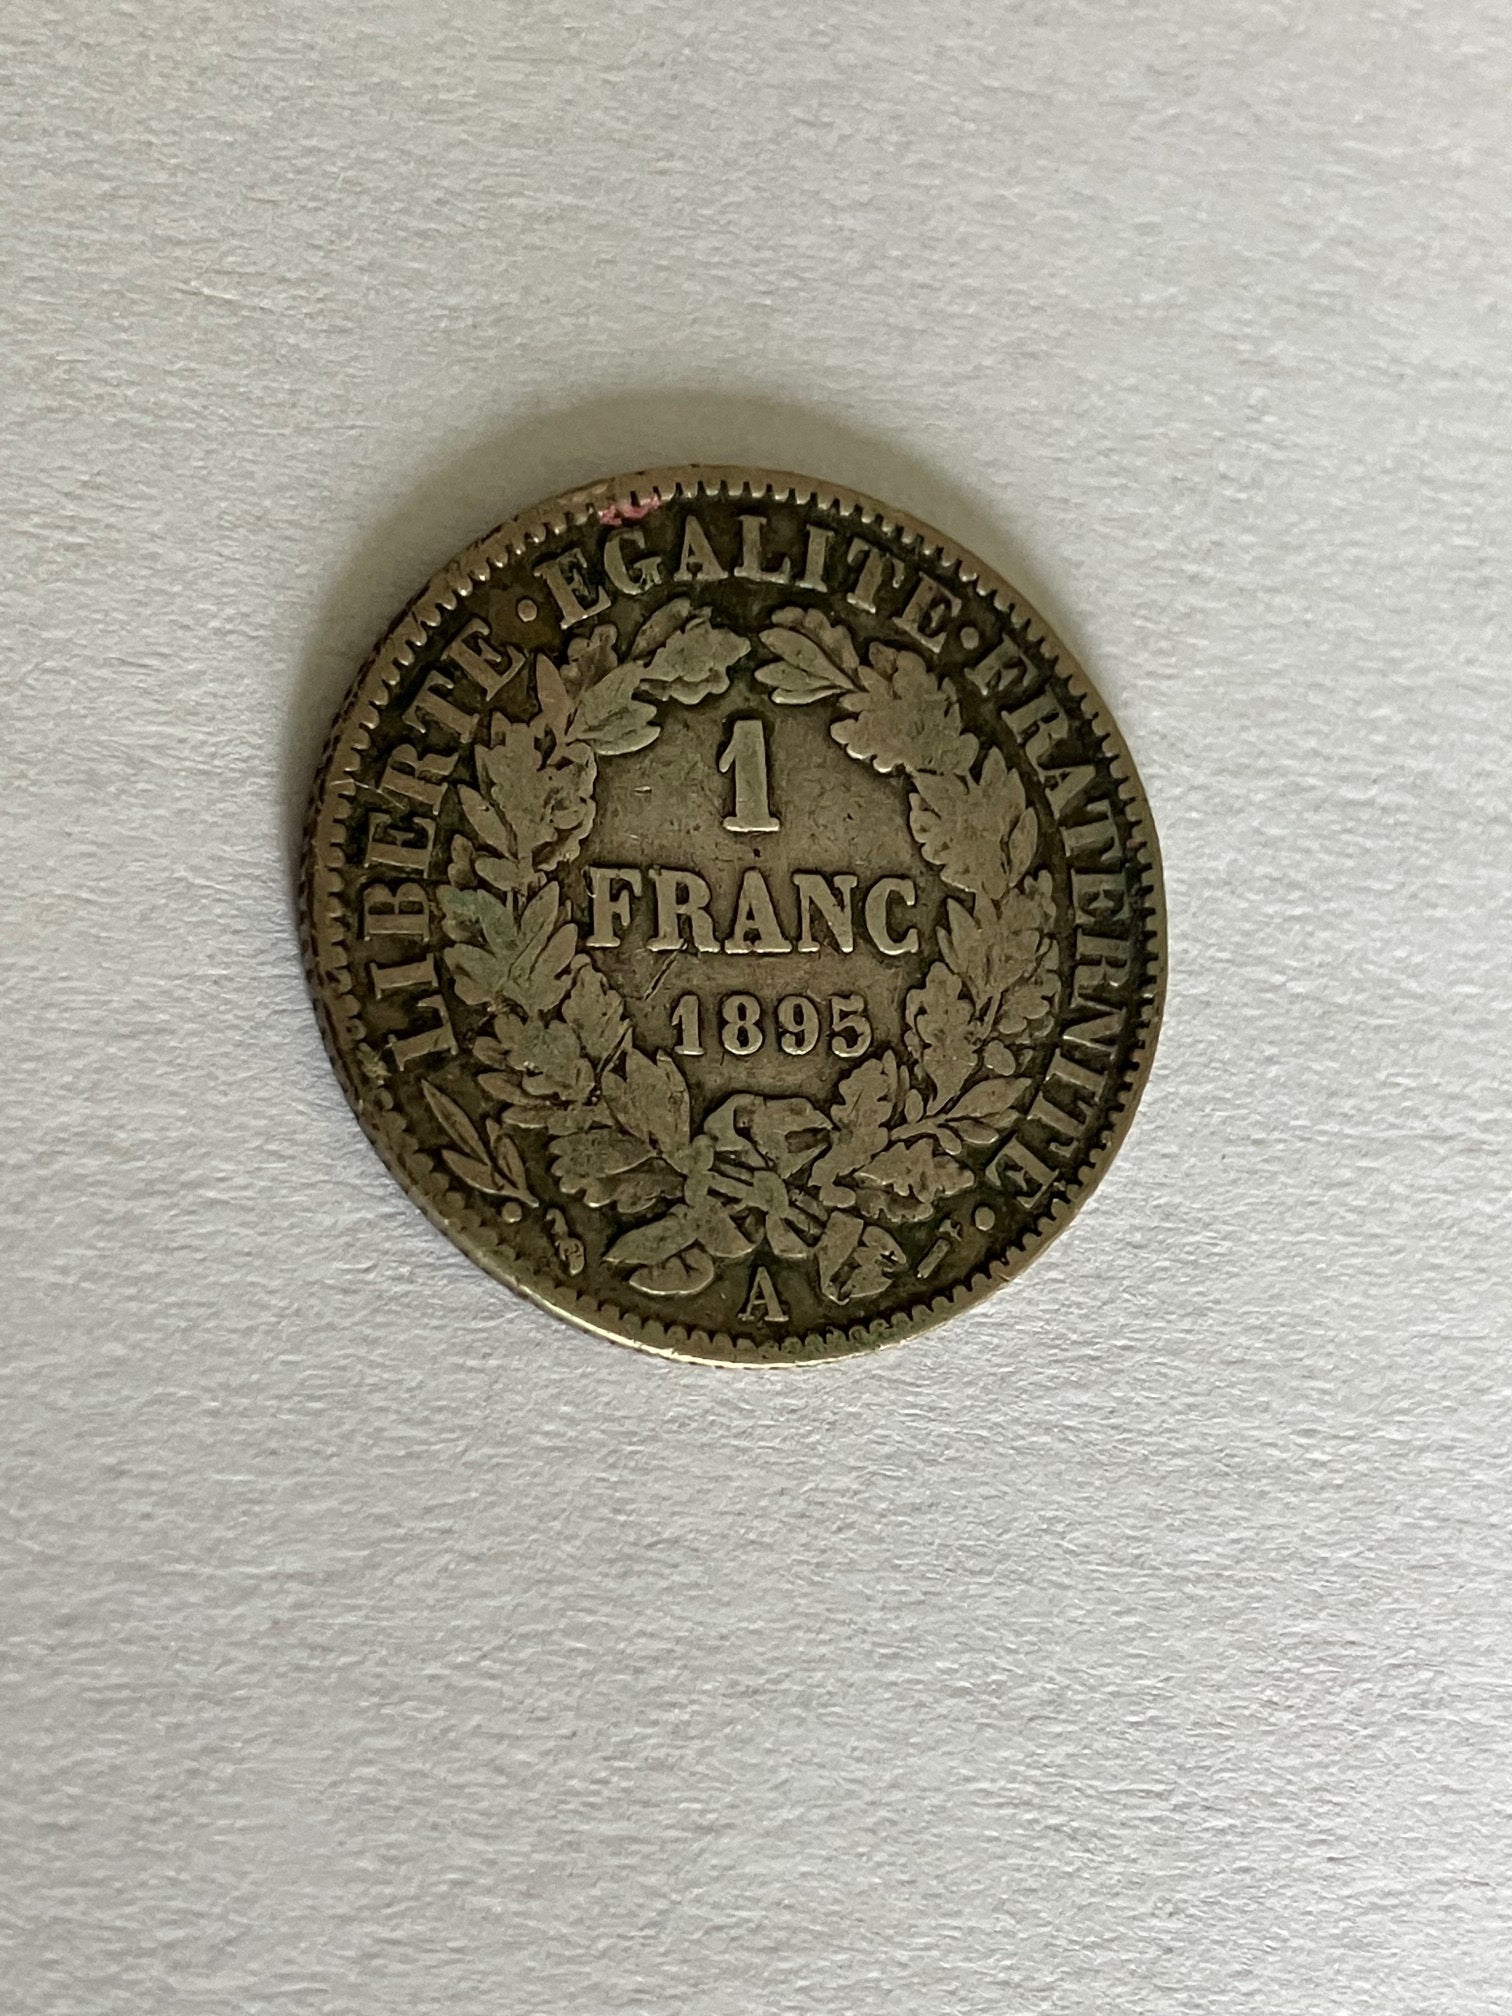 LIBERTE · EGALITE · FRATERNITE ·
1
FRANC
1895
A